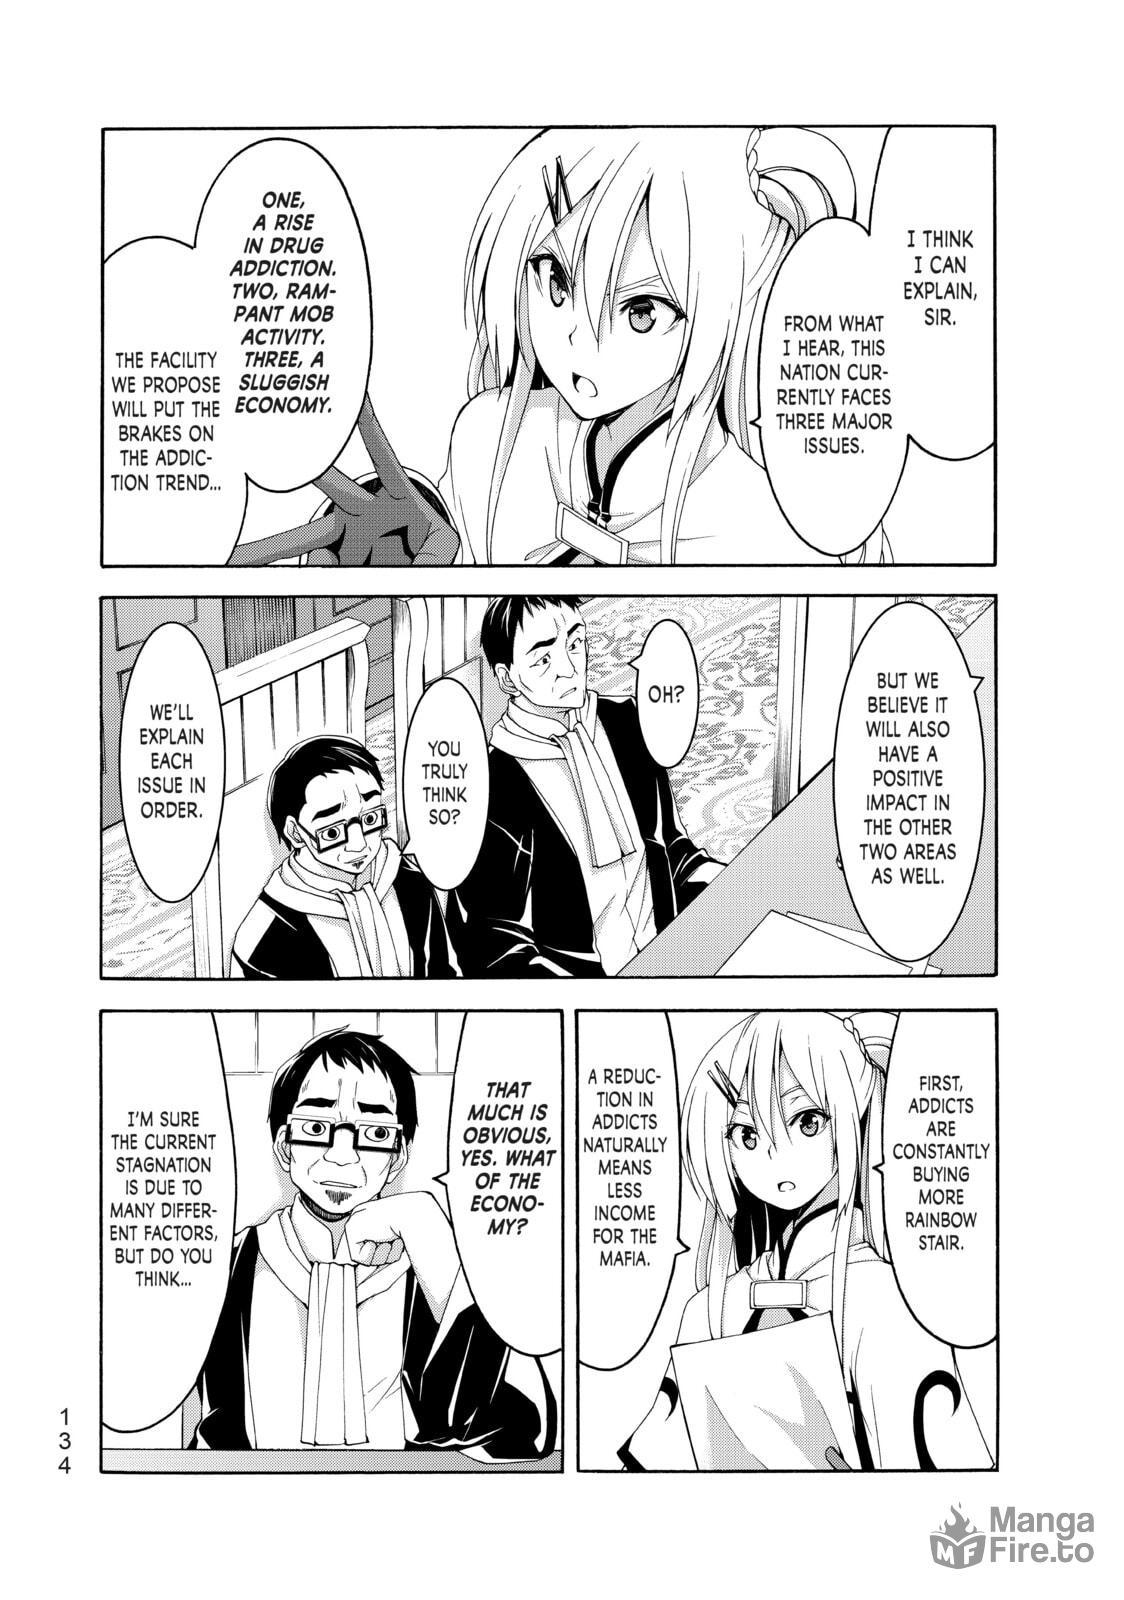 I THINK
I CAN
EXPLAIN,
SIR.
FROM WHAT
I HEAR, THIS
NATION CUR-
RENTLY FACES
THREE MAJOR
ISSUES.
ONE,
A RISE
IN DRUG
ADDICTION.
TWO, RAM-
PANT MOB
ACTIVITY.
THREE, A
SLUGGISH
ECONOMY.
THE FACILITY
WE PROPOSE
WILL PUT THE
BRAKES ON
THE ADDIC-
TION TREND...
BUT WE
BELIEVE IT
WILL ALSO
HAVE A
POSITIVE
IMPACT IN
THE OTHER
TWO AREAS
AS WELL.
OH?
YOU
TRULY
THINK
SO?
WE'LL
EXPLAIN
EACH
ISSUE IN
ORDER.
FIRST,
ADDICTS
ARE
CONSTANTLY
BUYING
MORE
RAINBOW
STAIR.
A REDUC-
TION IN
ADDICTS
NATURALLY
MEANS
LESS
INCOME
FOR THE
MAFIA.
THAT
MUCH IS
OBVIOUS,
YES. WHAT
OF THE
ECONO-
MY?
I'M SURE
THE CURRENT
STAGNATION
IS DUE TO
MANY DIFFER-
ENT FACTORS,
BUT DO YOU
THINK...
134
MF
Manga
Fire.to